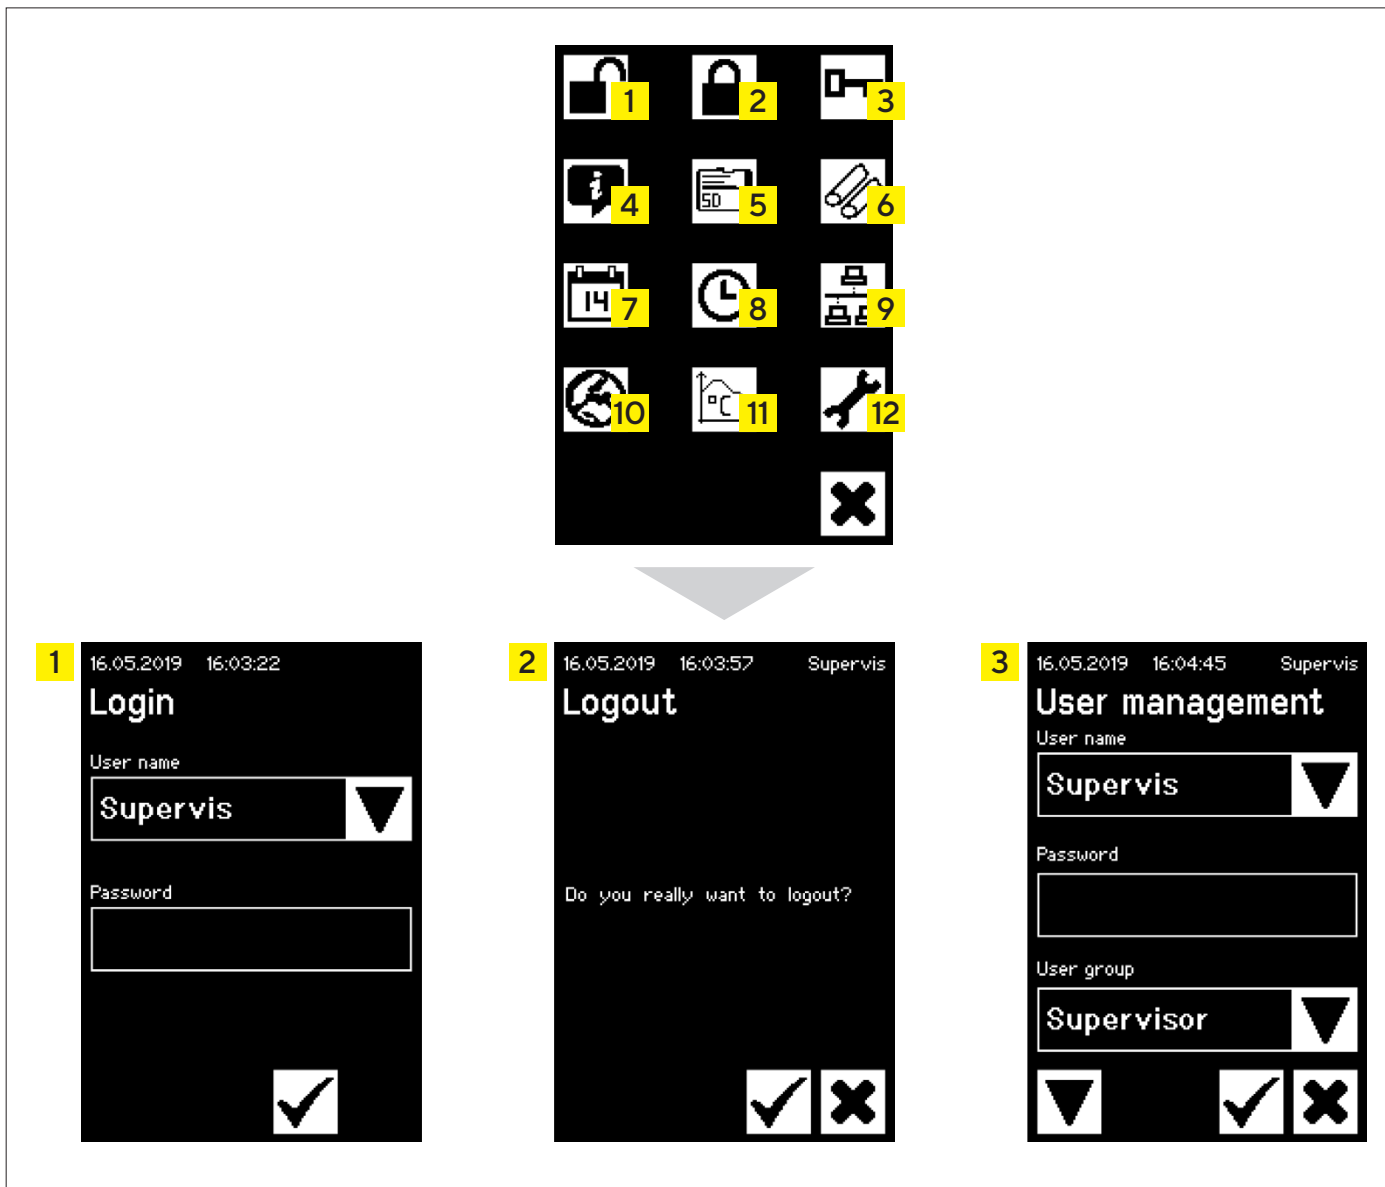 1 2 3
4 SD 5 6
14 7 8 9
10 °C 11 12
1 16.05.2019 16:03:22
Login
User name
Supervis
Password
2 16.05.2019 16:03:57 Supervis
Logout
Do you really want to logout?
3 16.05.2019 16:04:45 Supervis
User management
User name
Supervis
Password
User group
Supervisor